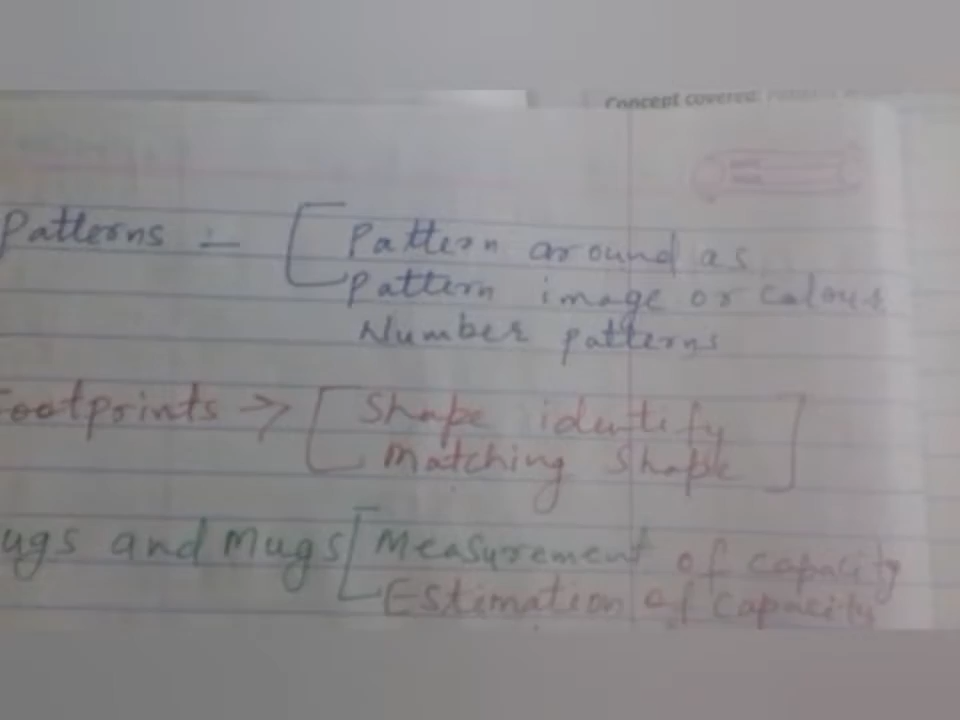 Concept covered:
Patterns :- Pattern around as
Pattern image or colours
Number patterns
Footprints → Shape identify
Matching Shape
ugs and Mugs Measurement of capacity
Estimation of capacity